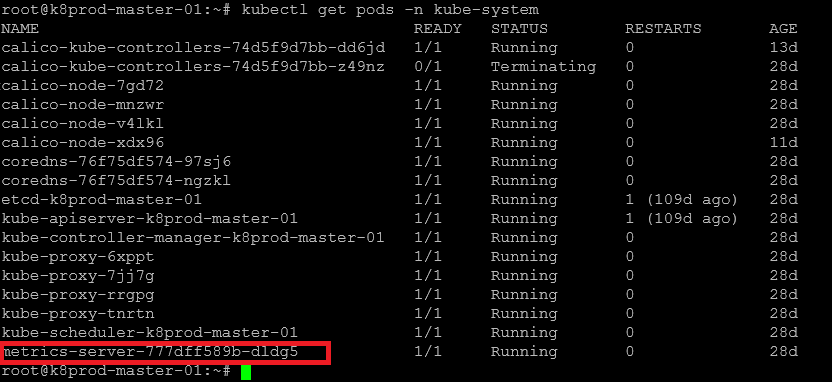 root@k8prod-master-01:~# kubectl get pods -n kube-system
NAME READY STATUS RESTARTS AGE
calico-kube-controllers-74d5f9d7bb-dd6jd 1/1 Running 0 13d
calico-kube-controllers-74d5f9d7bb-z49nz 0/1 Terminating 0 28d
calico-node-7gd72 1/1 Running 0 28d
calico-node-mnzwr 1/1 Running 0 28d
calico-node-v4lkl 1/1 Running 0 28d
calico-node-xdx96 1/1 Running 0 11d
coredns-76f75df574-97sj6 1/1 Running 0 28d
coredns-76f75df574-ngzkl 1/1 Running 0 28d
etcd-k8prod-master-01 1/1 Running 1 (109d ago) 28d
kube-apiserver-k8prod-master-01 1/1 Running 1 (109d ago) 28d
kube-controller-manager-k8prod-master-01 1/1 Running 0 28d
kube-proxy-6xppt 1/1 Running 0 28d
kube-proxy-7jj7g 1/1 Running 0 28d
kube-proxy-rrgpg 1/1 Running 0 28d
kube-proxy-tnrtn 1/1 Running 0 28d
kube-scheduler-k8prod-master-01 1/1 Running 0 28d
metrics-server-777dff589b-dldg5 1/1 Running 0 28d
root@k8prod-master-01:~#